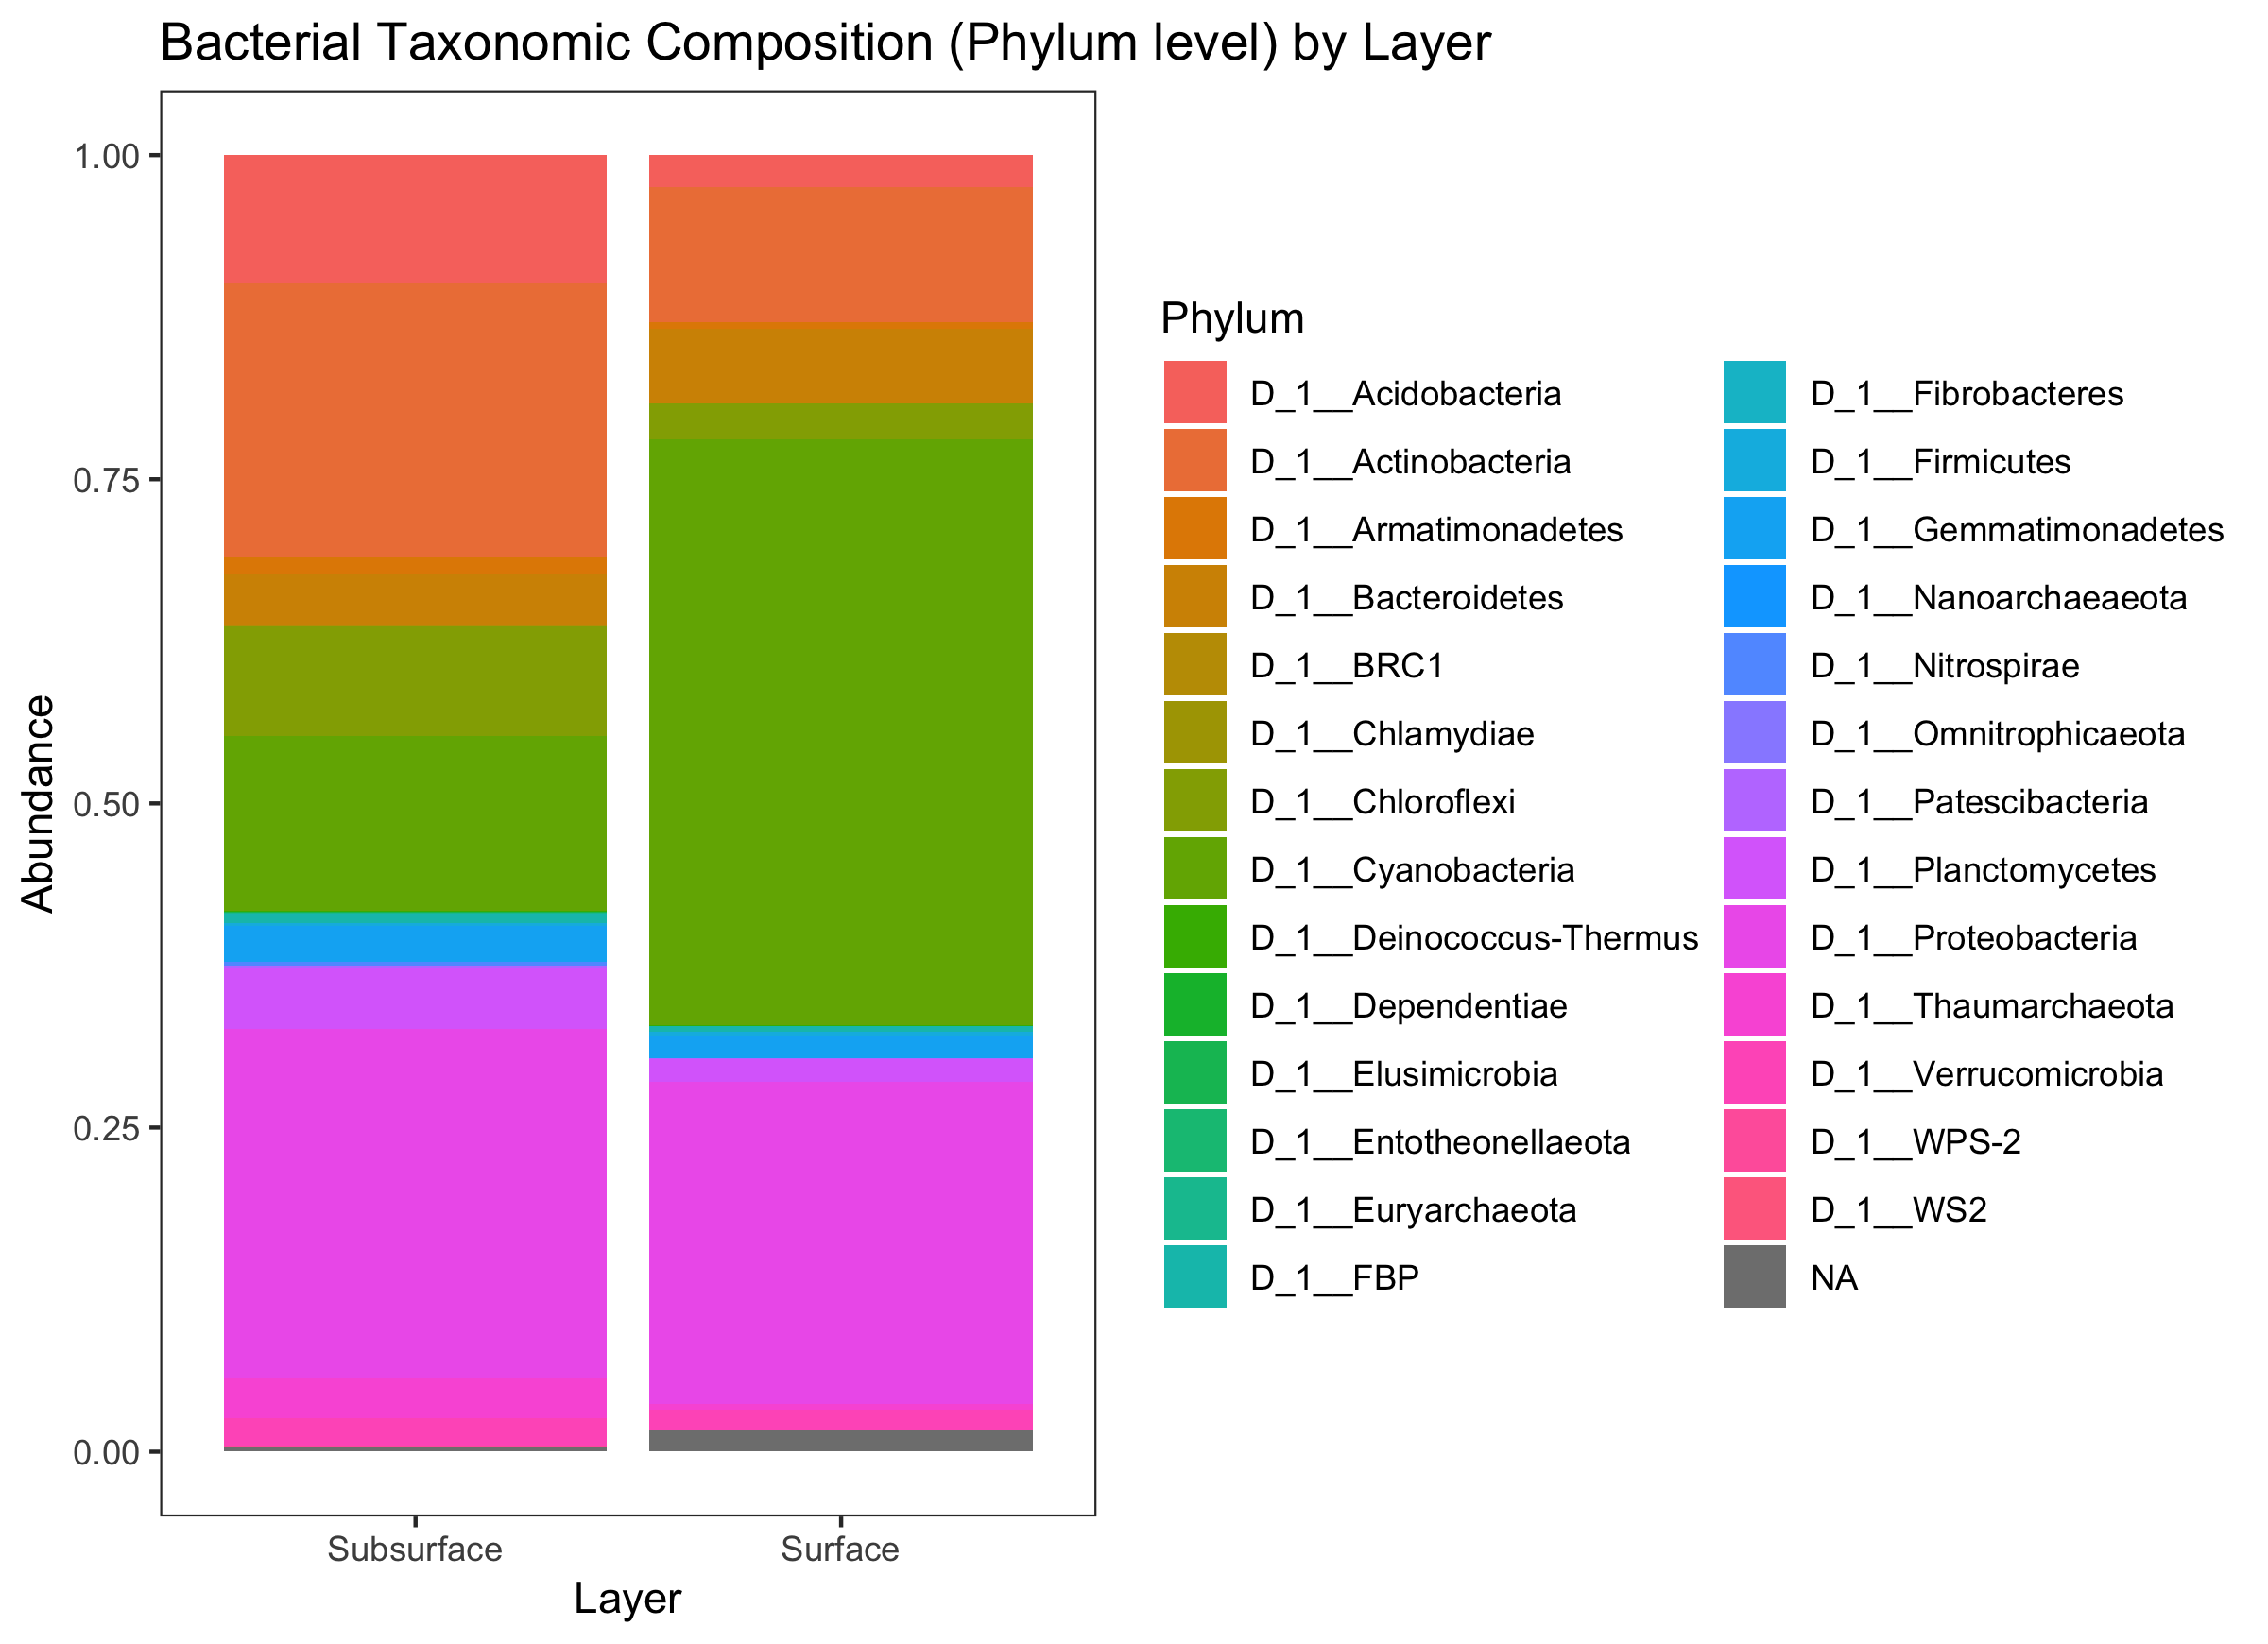 Bacterial Taxonomic Composition (Phylum level) by Layer
1.00
0.75
0.50
0.25
0.00
Abundance
Subsurface
Surface
Layer
Phylum
D_1__Acidobacteria
D_1__Actinobacteria
D_1__Armatimonadetes
D_1__Bacteroidetes
D_1__BRC1
D_1__Chlamydiae
D_1__Chloroflexi
D_1__Cyanobacteria
D_1__Deinococcus-Thermus
D_1__Dependentiae
D_1__Elusimicrobia
D_1__Entotheonellaeota
D_1__Euryarchaeota
D_1__FBP
D_1__Fibrobacteres
D_1__Firmicutes
D_1__Gemmatimonadetes
D_1__Nanoarchaeaeota
D_1__Nitrospirae
D_1__Omnitrophicaeota
D_1__Patescibacteria
D_1__Planctomycetes
D_1__Proteobacteria
D_1__Thaumarchaeota
D_1__Verrucomicrobia
D_1__WPS-2
D_1__WS2
NA